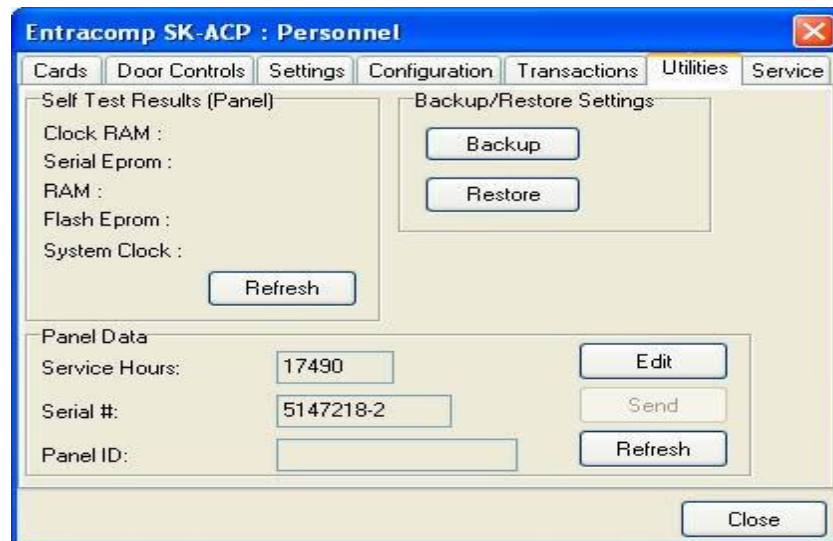 Entracomp SK-ACP : Personnel
Cards Door Controls Settings Configuration Transactions Utilities Service
Self Test Results (Panel)
Clock RAM :
Serial Eprom :
RAM :
Flash Eprom :
System Clock :
Refresh
Backup/Restore Settings
Backup
Restore
Panel Data
Service Hours: 17490
Edit
Serial #: 5147218-2
Send
Panel ID:
Refresh
Close